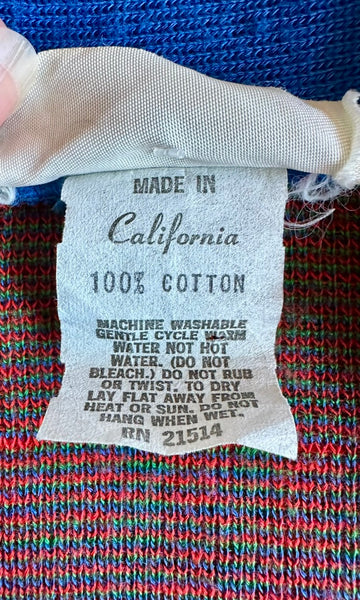 MADE IN
California
100% COTTON
MACHINE WASHABLE
GENTLE CYCLE WARM
WATER NOT HOT
WATER. (DO NOT
BLEACH.) DO NOT RUB
OR TWIST. TO DRY
LAY FLAT AWAY FROM
HEAT OR SUN. DO NOT
HANG WHEN WET.
RN 21514